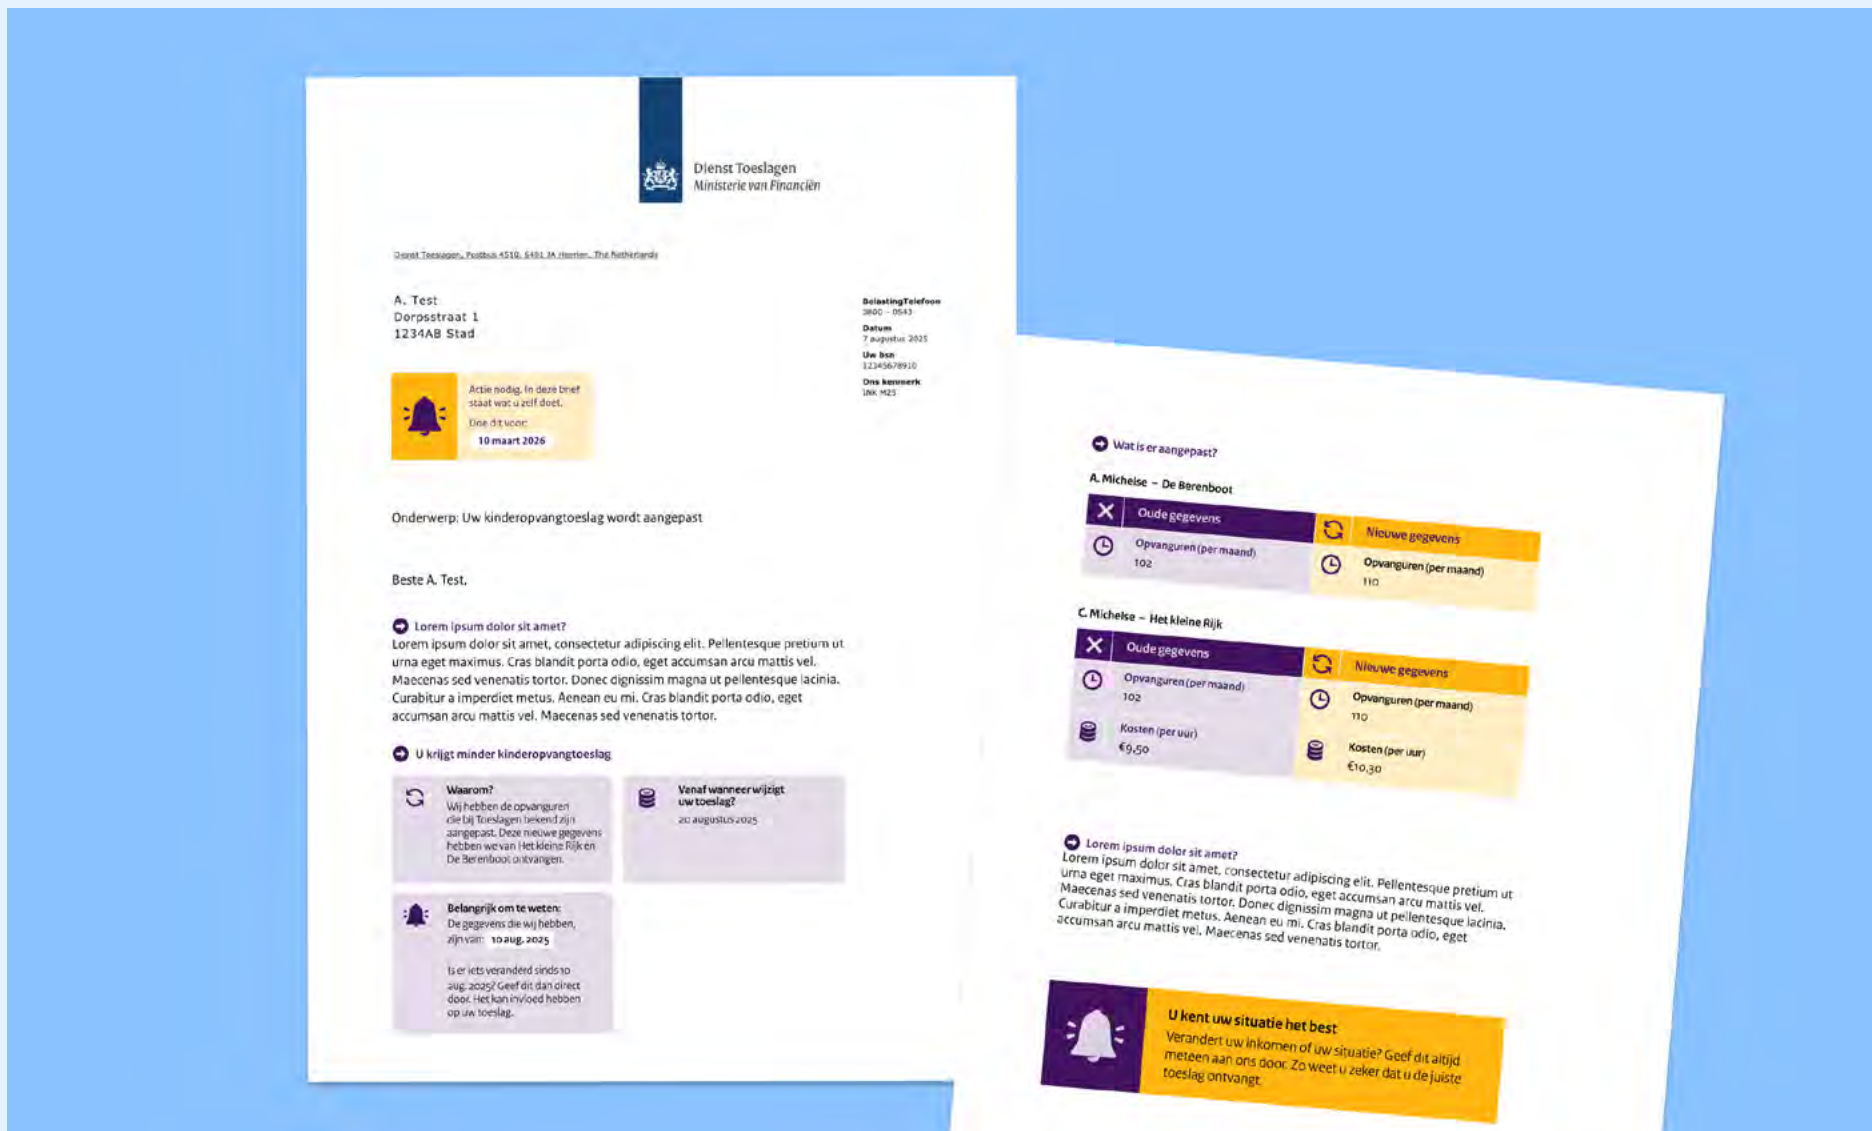 Dienst Toeslagen
Ministerie van Financiën
Dienst Toeslagen, Postbus 4510, 6401 JA Heerlen, The Netherlands
A. Test
Dorpsstraat 1
1234AB Stad
BelastingTelefoon
0800 - 0543
Datum
7 augustus 2025
Uw bsn
12345678910
Ons kenmerk
Actie nodig. In deze brief
staat wat u zelf doet.
Doe dit voor:
10 maart 2026
Onderwerp: Uw kinderopvangtoeslag wordt aangepast
Beste A. Test,
Lorem ipsum dolor sit amet?
Lorem ipsum dolor sit amet, consectetur adipiscing elit. Pellentesque pretium ut
urna eget maximus. Cras blandit porta odio, eget accumsan arcu mattis vel.
Maecenas sed venenatis tortor. Donec dignissim magna ut pellentesque lacinia.
Curabitur a imperdiet metus. Aenean eu mi. Cras blandit porta odio, eget
accumsan arcu mattis vel. Maecenas sed venenatis tortor.
U krijgt minder kinderopvangtoeslag
Waarom?
Wij hebben de opvanguren
die bij Toeslagen bekend zijn
aangepast. Deze nieuwe gegevens
hebben we van Het kleine Rijk en
De Berenboot ontvangen.
Vanaf wanneer wijzigt
uw toeslag?
20 augustus 2025
Belangrijk om te weten:
De gegevens die wij hebben,
zijn van: 10 aug. 2025
Is er iets veranderd sinds 10
aug. 2025? Geef dit dan direct
door. Het kan invloed hebben
op uw toeslag.
Wat is er aangepast?
A. Michelse – De Berenboot
Oude gegevens
Nieuwe gegevens
Opvanguren (per maand)
102
Opvanguren (per maand)
110
C. Michelse – Het kleine Rijk
Oude gegevens
Nieuwe gegevens
Opvanguren (per maand)
102
Opvanguren (per maand)
110
Kosten (per uur)
€9,50
Kosten (per uur)
€10,30
Lorem ipsum dolor sit amet?
Lorem ipsum dolor sit amet, consectetur adipiscing elit. Pellentesque pretium ut
urna eget maximus. Cras blandit porta odio, eget accumsan arcu mattis vel.
Maecenas sed venenatis tortor. Donec dignissim magna ut pellentesque lacinia.
Curabitur a imperdiet metus. Aenean eu mi. Cras blandit porta odio, eget
accumsan arcu mattis vel. Maecenas sed venenatis tortor.
U kent uw situatie het best
Verandert uw inkomen of uw situatie? Geef dit altijd
meteen aan ons door. Zo weet u zeker dat u de juiste
toeslag ontvangt.